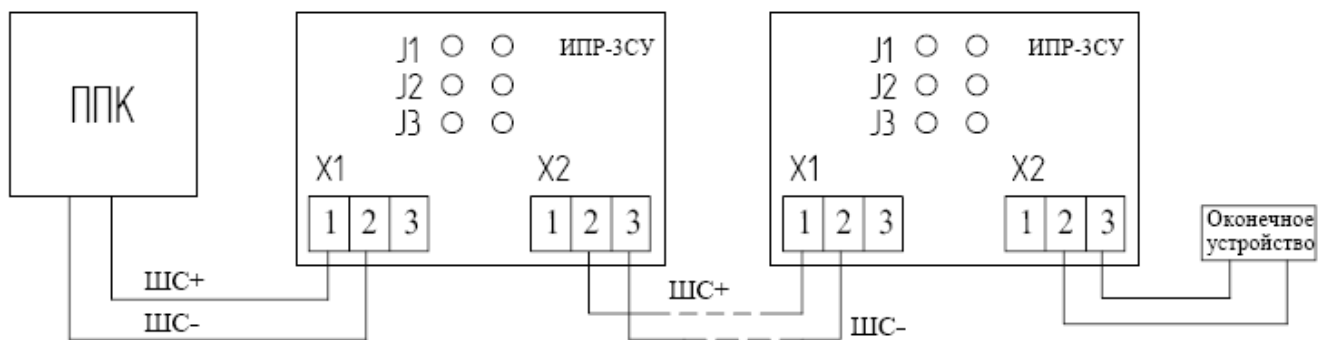 ППК
J1
J2
J3
ИПР-3СУ
X1
1 2 3
X2
1 2 3
J1
J2
J3
ИПР-3СУ
X1
1 2 3
X2
1 2 3
Оконечное
устройство
ШС+
ШС-
ШС+
ШС-